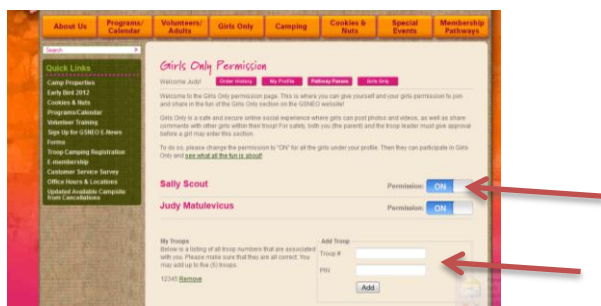 About Us Programs/ Calendar Volunteers/ Adults Girls Only Camping Cookies & Nuts Special Events Membership Pathways
Search
Quick Links
Camp Properties
Early Bird 2012
Cookies & Nuts
Programs/Calendar
Volunteer Training
Sign Up for GSNEO E-News
Forms
Troop Camping Registration
E-membership
Customer Service Survey
Office Hours & Locations
Updated Available Campsite from Cancellations
Girls Only Permission
Welcome Judy! Order History My Profile Pathway Passes Girls Only
Welcome to the Girls Only permission page. This is where you can give yourself and your girls permission to join
and share in the fun of the Girls Only section on the GSNEO website!
Girls Only is a safe and secure online social experience where girls can post photos and videos, as well as share
comments with other girls within their troop! For safety, both you (the parent) and the troop leader must give approval
before a girl may enter this section.
To do so, please change the permission to "ON" for all the girls under your profile. Then they can participate in Girls
Only and see what all the fun is about!
Sally Scout Permission: ON
Judy Matulevicus Permission: ON
My Troops
Below is a listing of all troop numbers that are associated
with you. Please make sure that they are all correct. You
may add up to five (5) troops.
12345 Remove
Add Troop
Troop #
PIN
Add